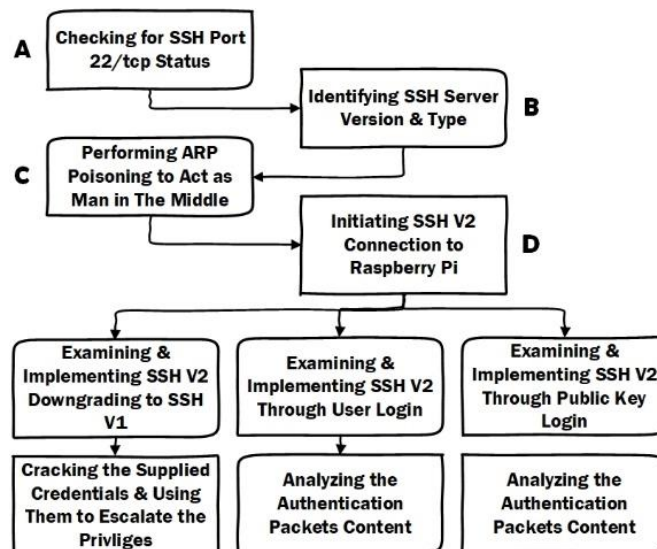 A
Checking for SSH Port
22/tcp Status
Identifying SSH Server
Version & Type
B
C
Performing ARP
Poisoning to Act as
Man in The Middle
Initiating SSH V2
Connection to
Raspberry Pi
D
Examining &
Implementing SSH V2
Downgrading to SSH
V1
Examining &
Implementing SSH V2
Through User Login
Examining &
Implementing SSH V2
Through Public Key
Login
Cracking the Supplied
Credentials & Using
Them to Escalate the
Privliges
Analyzing the
Authentication
Packets Content
Analyzing the
Authentication
Packets Content